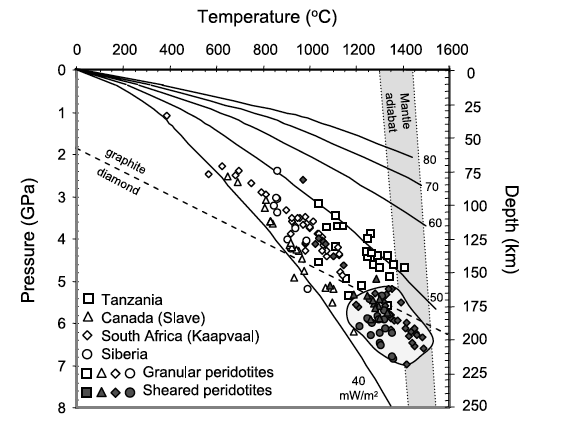 Temperature (ºC)
0 200 400 600 800 1000 1200 1400 1600
0
1
2
3
4
5
6
7
8
Pressure (GPa)
0
25
50
75
100
125
150
175
200
225
250
Depth (km)
Mantle
adiabat
80
70
60
50
40
mW/m²
graphite
diamond
Tanzania
Canada (Slave)
South Africa (Kaapvaal)
Siberia
Granular peridotites
Sheared peridotites